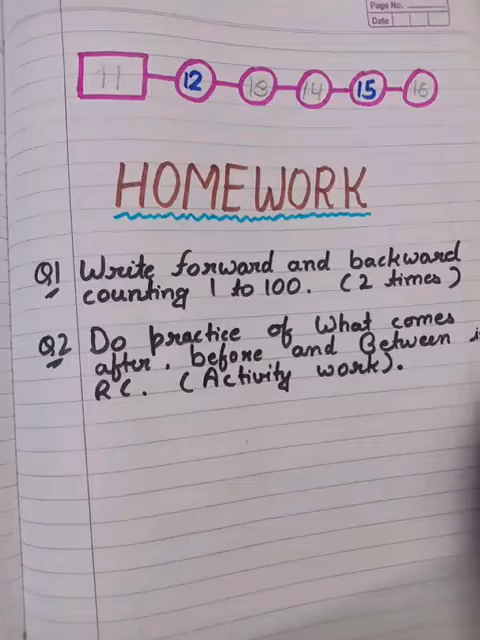 Page No.
Date
11 12 13 14 15 16
HOMEWORK
Q1 Write forward and backward
counting 1 to 100. (2 times)
Q2 Do practice of What comes
after, before and Between i
RC. (Activity work).